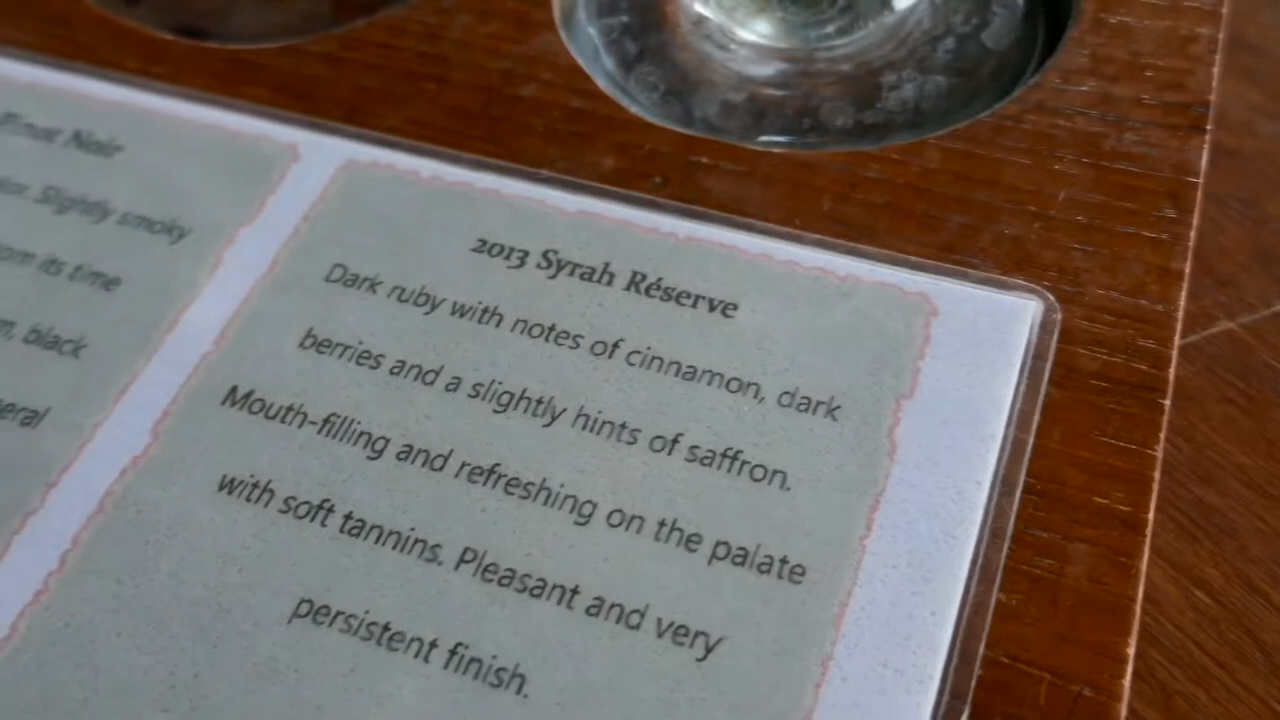 Pinot Noir
Slightly smoky
its time
black
2013 Syrah Réserve
Dark ruby with notes of cinnamon, dark
berries and a slightly hints of saffron.
Mouth-filling and refreshing on the palate
with soft tannins. Pleasant and very
persistent finish.